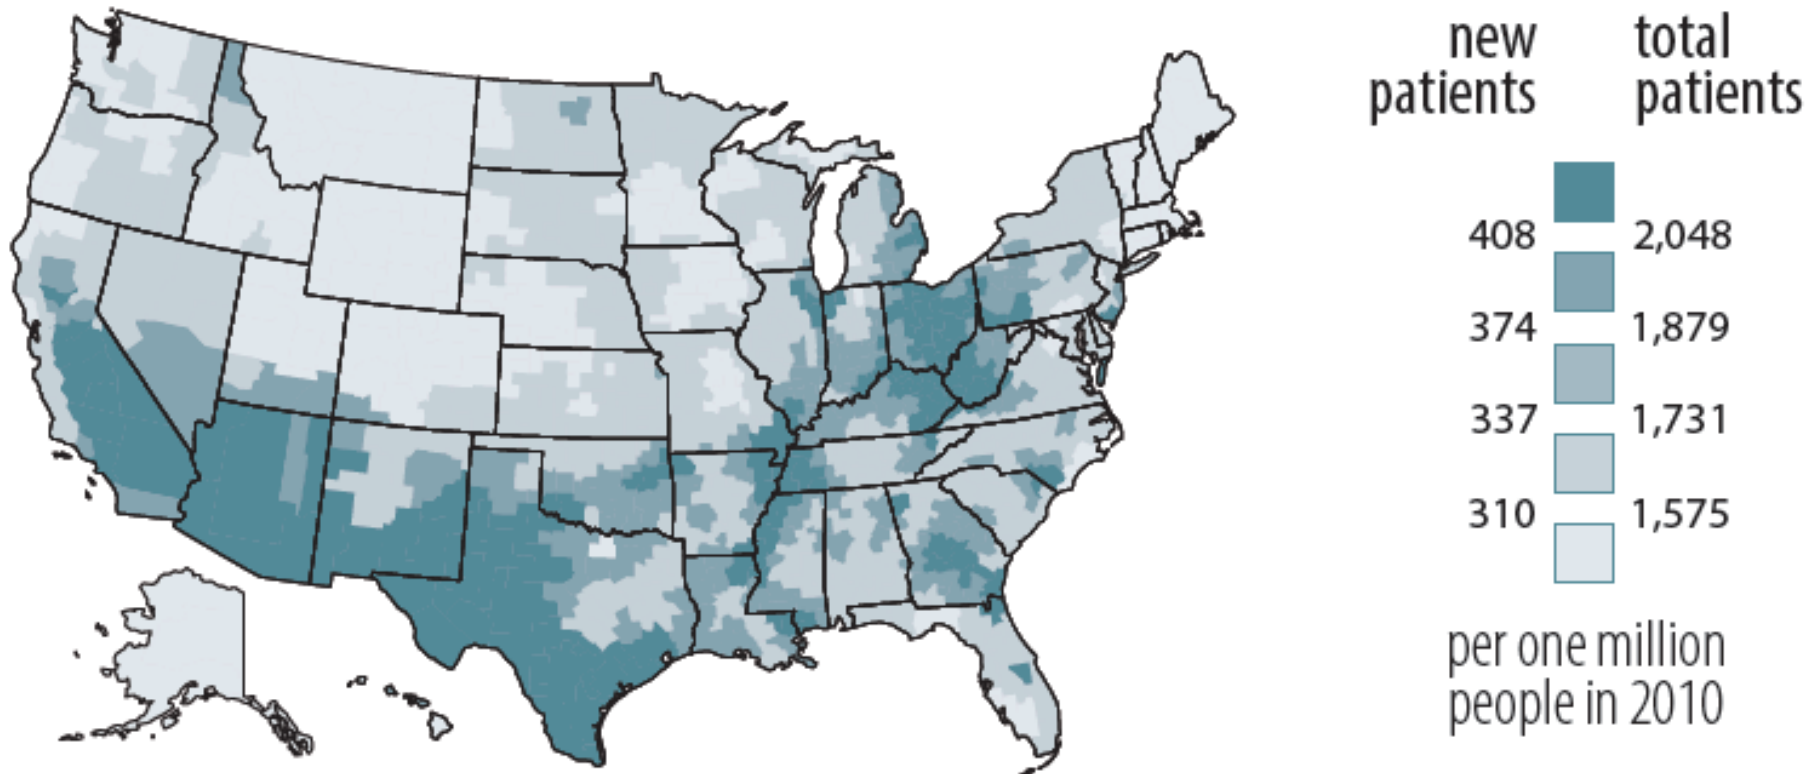 new total
patients patients
408 2,048
374 1,879
337 1,731
310 1,575
per one million
people in 2010